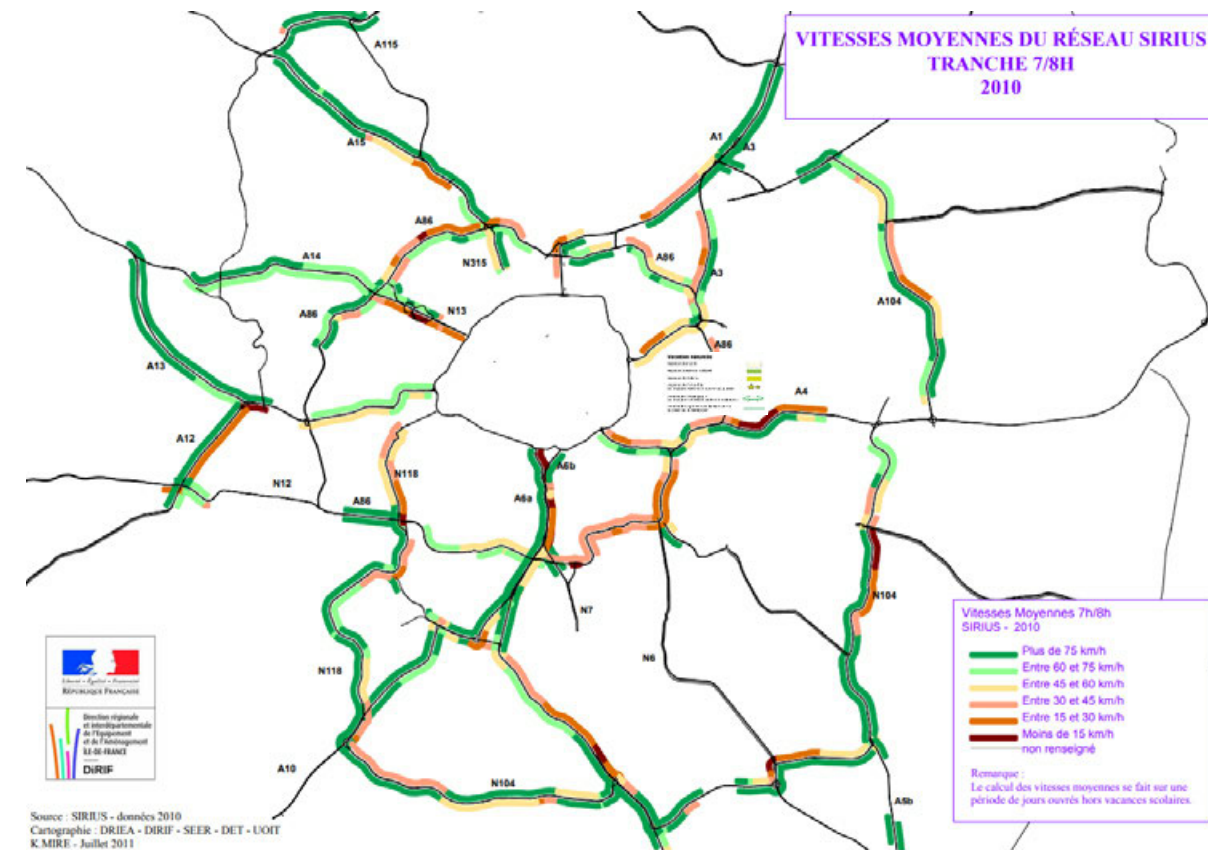 VITESSES MOYENNES DU RÉSEAU SIRIUS
TRANCHE 7/8H
2010
A115
A1
A3
A15
A86
N315
A14
A86
A3
N13
A86
A104
A86
A13
A4
A12
N118
A6b
A6a
N12
A86
N7
N104
N118
N6
A10
N104
A5b
Vitesses Moyennes 7h/8h
SIRIUS - 2010
Plus de 75 km/h
Entre 60 et 75 km/h
Entre 45 et 60 km/h
Entre 30 et 45 km/h
Entre 15 et 30 km/h
Moins de 15 km/h
non renseigné
Remarque :
Le calcul des vitesses moyennes se fait sur une
période de jours ouvrés hors vacances scolaires.
Liberté • Égalité • Fraternité
RÉPUBLIQUE FRANÇAISE
Direction régionale
et interdépartementale
de l'Equipement
et de l'Aménagement
ÎLE-DE-FRANCE
DiRIF
Source : SIRIUS - données 2010
Cartographie : DRIEA - DIRIF - SEER - DET - UOIT
K.MIRE - Juillet 2011